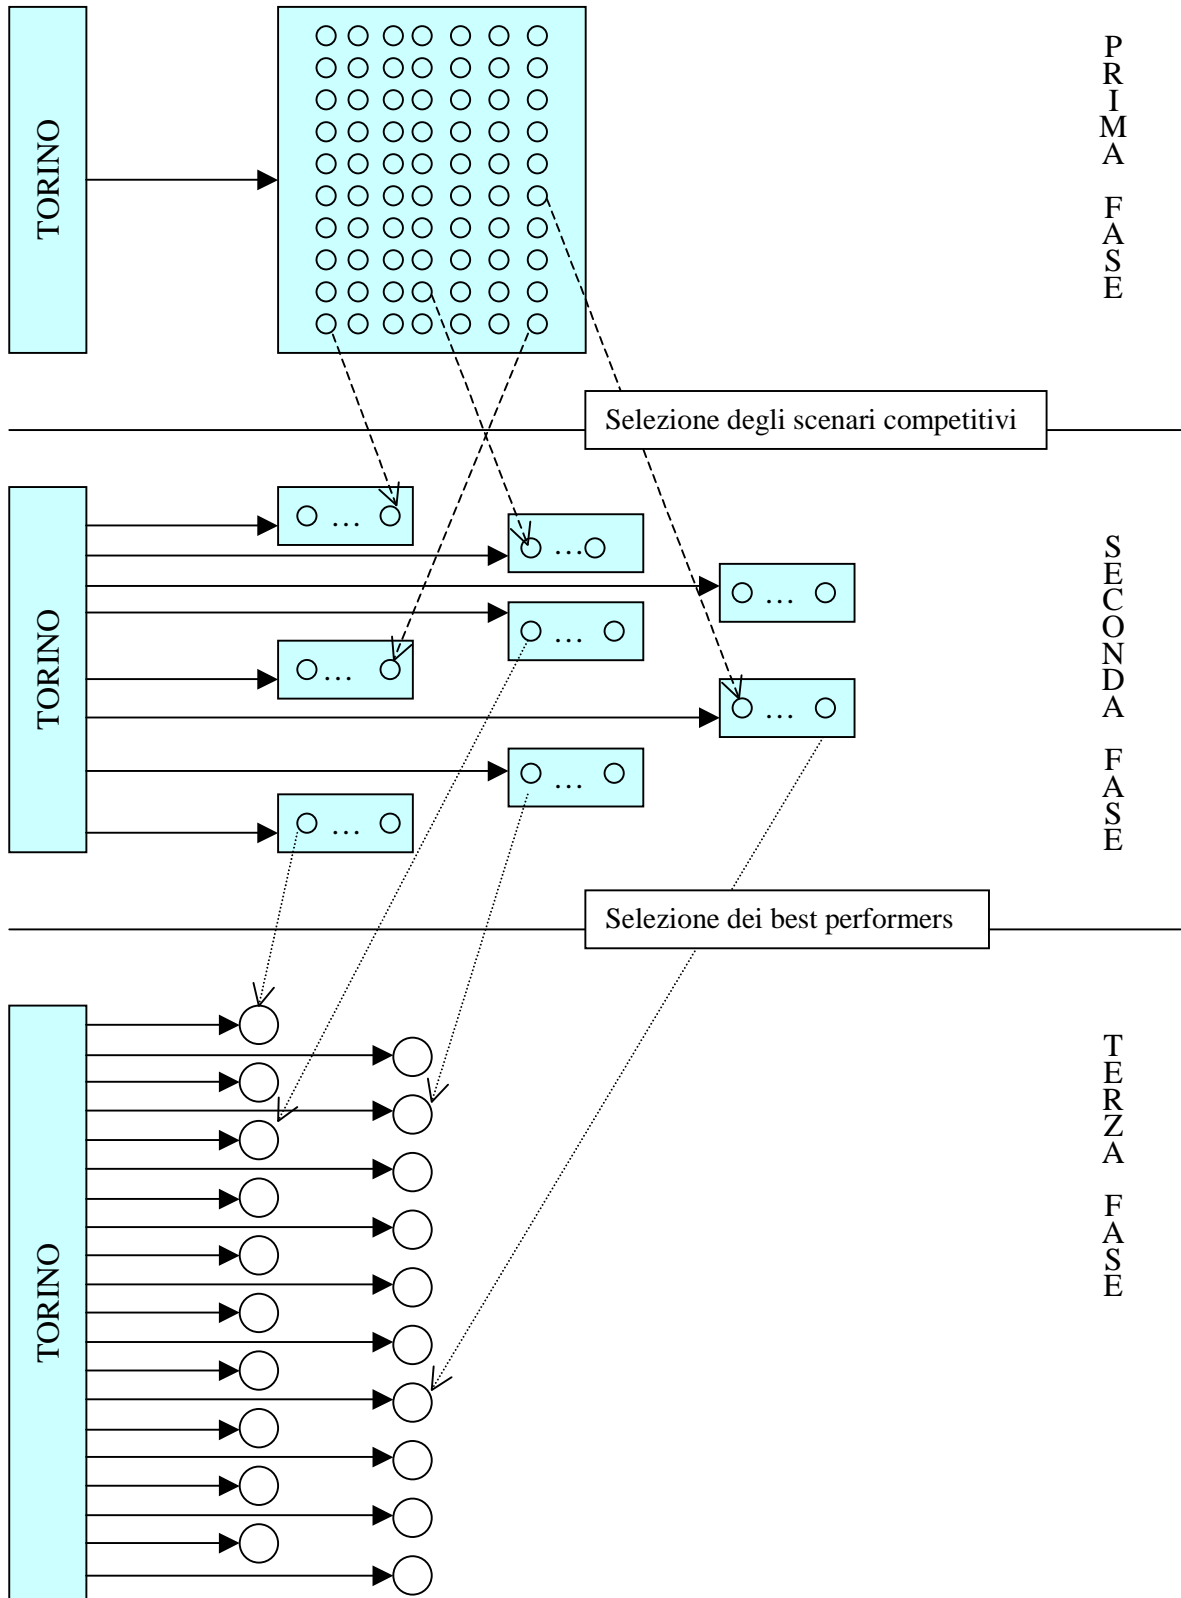 TORINO
PRIMA FASE
Selezione degli scenari competitivi
TORINO
... 
...
...
...
...
...
...
...
SECONDA FASE
Selezione dei best performers
TORINO
TERZA FASE